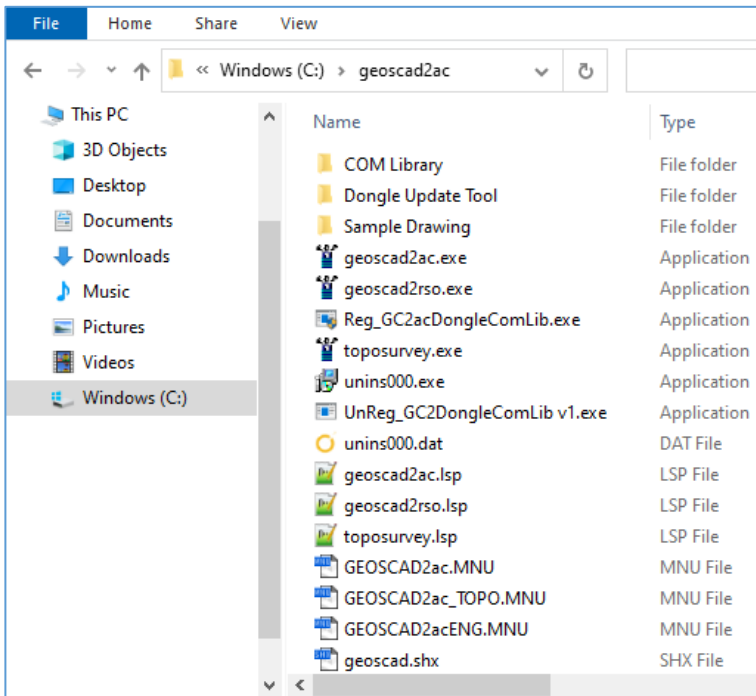 File Home Share View
« Windows (C:) › geoscad2ac
This PC
3D Objects
Desktop
Documents
Downloads
Music
Pictures
Videos
Windows (C:)
Name Type
COM Library File folder
Dongle Update Tool File folder
Sample Drawing File folder
geoscad2ac.exe Application
geoscad2rso.exe Application
Reg_GC2acDongleComLib.exe Application
toposurvey.exe Application
unins000.exe Application
UnReg_GC2DongleComLib v1.exe Application
unins000.dat DAT File
geoscad2ac.lsp LSP File
geoscad2rso.lsp LSP File
toposurvey.lsp LSP File
GEOSCAD2ac.MNU MNU File
GEOSCAD2ac_TOPO.MNU MNU File
GEOSCAD2acENG.MNU MNU File
geoscad.shx SHX File